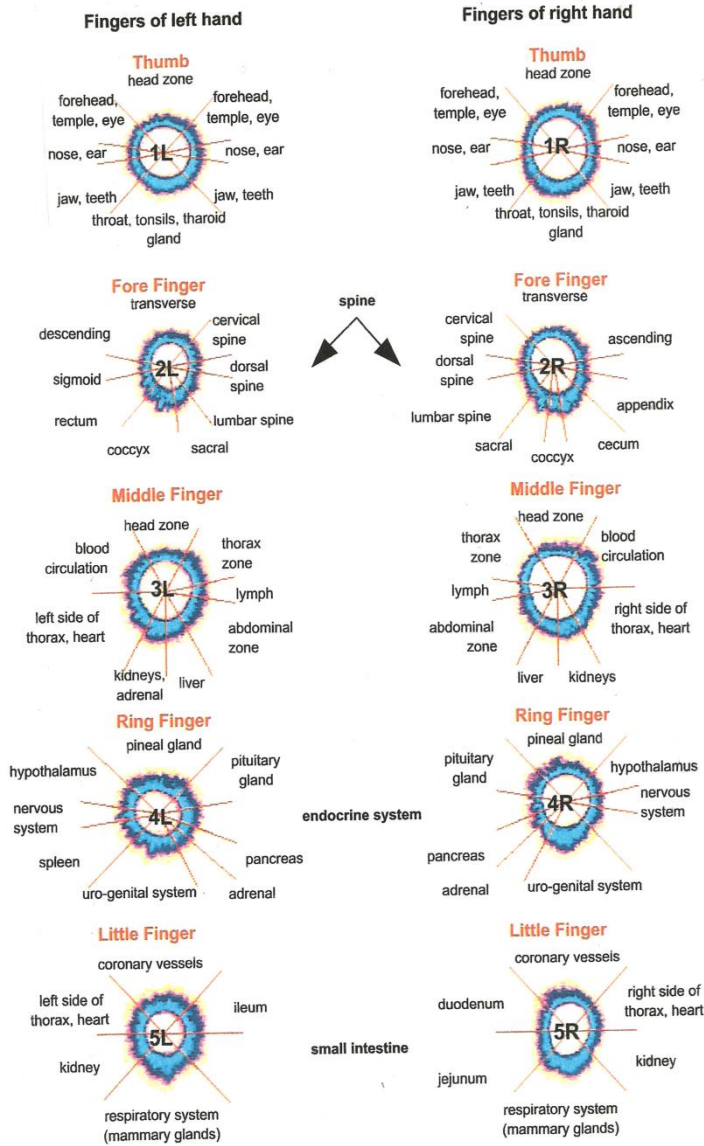 Fingers of left hand
Thumb
head zone
forehead,
temple, eye
forehead,
temple, eye
nose, ear
1L
nose, ear
jaw, teeth
jaw, teeth
throat, tonsils, tharoid
gland
Fore Finger
transverse
descending
cervical
spine
2L
sigmoid
dorsal
spine
rectum
lumbar spine
coccyx
sacral
Middle Finger
head zone
blood
circulation
thorax
zone
3L
lymph
left side of
thorax, heart
abdominal
zone
kidneys,
adrenal
liver
Ring Finger
pineal gland
hypothalamus
pituitary
gland
nervous
system
4L
spleen
pancreas
uro-genital system
adrenal
Little Finger
coronary vessels
left side of
thorax, heart
ileum
5L
kidney
respiratory system
(mammary glands)
spine
endocrine system
small intestine
Fingers of right hand
Thumb
head zone
forehead,
temple, eye
forehead,
temple, eye
nose, ear
1R
nose, ear
jaw, teeth
jaw, teeth
throat, tonsils, tharoid
gland
Fore Finger
transverse
cervical
spine
ascending
dorsal
spine
2R
lumbar spine
appendix
sacral
coccyx
cecum
Middle Finger
head zone
thorax
zone
blood
circulation
lymph
3R
abdominal
zone
right side of
thorax, heart
liver
kidneys
Ring Finger
pineal gland
pituitary
gland
hypothalamus
4R
nervous
system
pancreas
adrenal
uro-genital system
Little Finger
coronary vessels
duodenum
right side of
thorax, heart
5R
jejunum
kidney
respiratory system
(mammary glands)